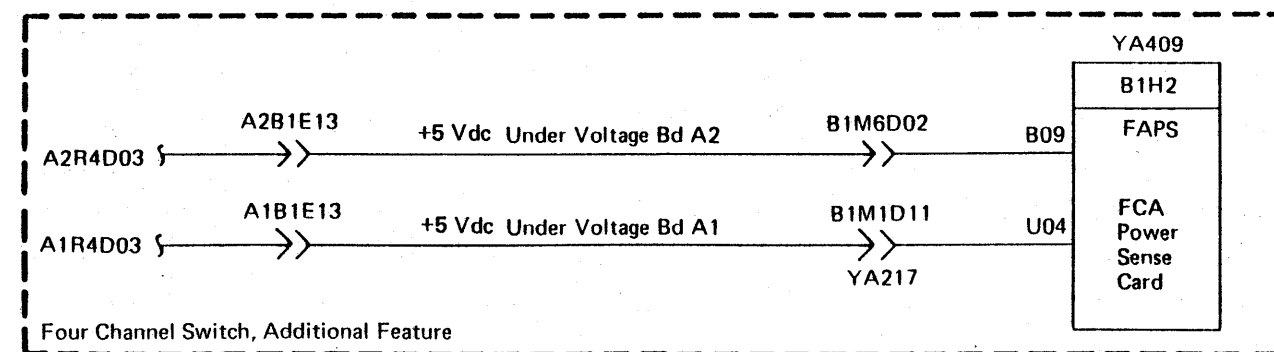 YA409
B1H2
FAPS
A2R4D03
A2B1E13
+5 Vdc Under Voltage Bd A2
B1M6D02
B09
A1R4D03
A1B1E13
+5 Vdc Under Voltage Bd A1
B1M1D11
YA217
U04
FCA
Power
Sense
Card
Four Channel Switch, Additional Feature